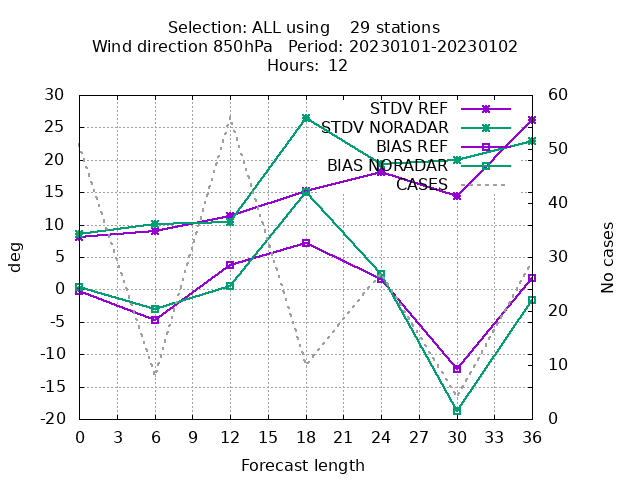 Selection: ALL using    29 stations
Wind direction 850hPa   Period: 20230101-20230102
Hours:  12
30
25
20
15
10
5
0
-5
-10
-15
-20
deg
60
50
40
30
20
10
0
No cases
STDV REF
STDV NORADAR
BIAS REF
BIAS NORADAR
CASES
0 3 6 9 12 15 18 21 24 27 30 33 36
Forecast length